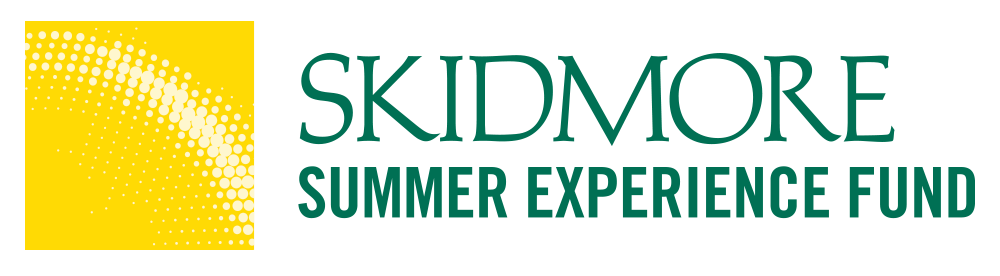 SKIDMORE
SUMMER EXPERIENCE FUND